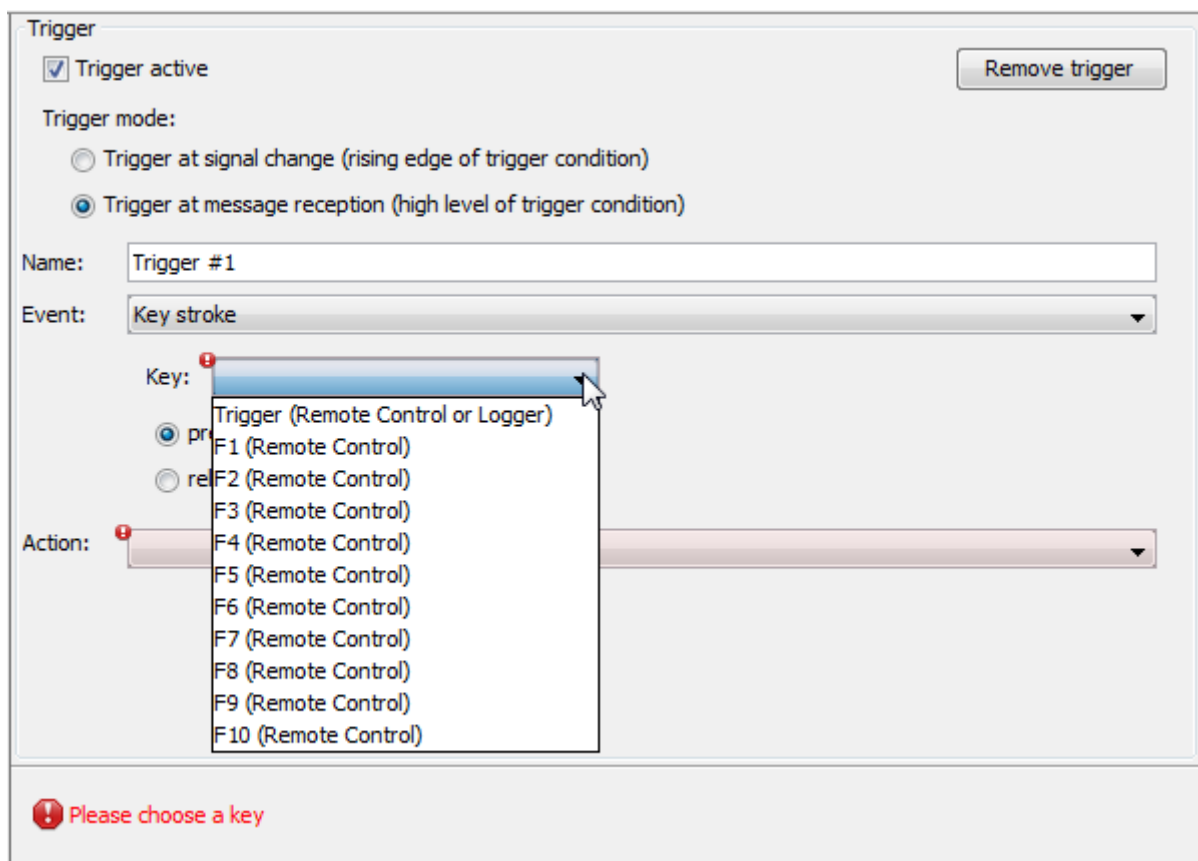 Trigger
Trigger active
Remove trigger
Trigger mode:
Trigger at signal change (rising edge of trigger condition)
Trigger at message reception (high level of trigger condition)
Name: Trigger #1
Event: Key stroke
Key:
Trigger (Remote Control or Logger)
F1 (Remote Control)
F2 (Remote Control)
F3 (Remote Control)
F4 (Remote Control)
F5 (Remote Control)
F6 (Remote Control)
F7 (Remote Control)
F8 (Remote Control)
F9 (Remote Control)
F10 (Remote Control)
Action:
Please choose a key